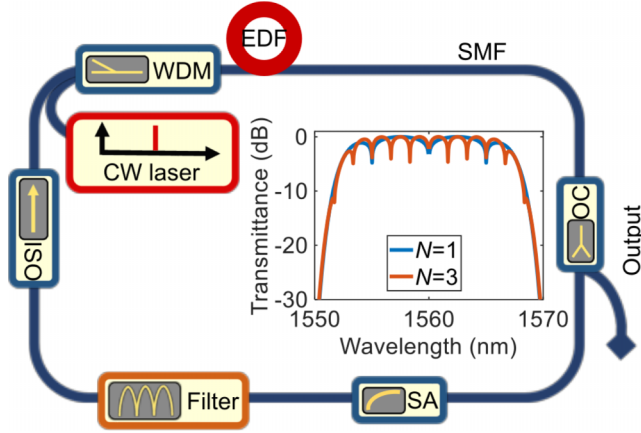 EDF
SMF
WDM
CW laser
OSI
OC
Output
Transmittance (dB)
0
-10
-20
-30
N=1
N=3
1550
1560
1570
Wavelength (nm)
Filter
SA